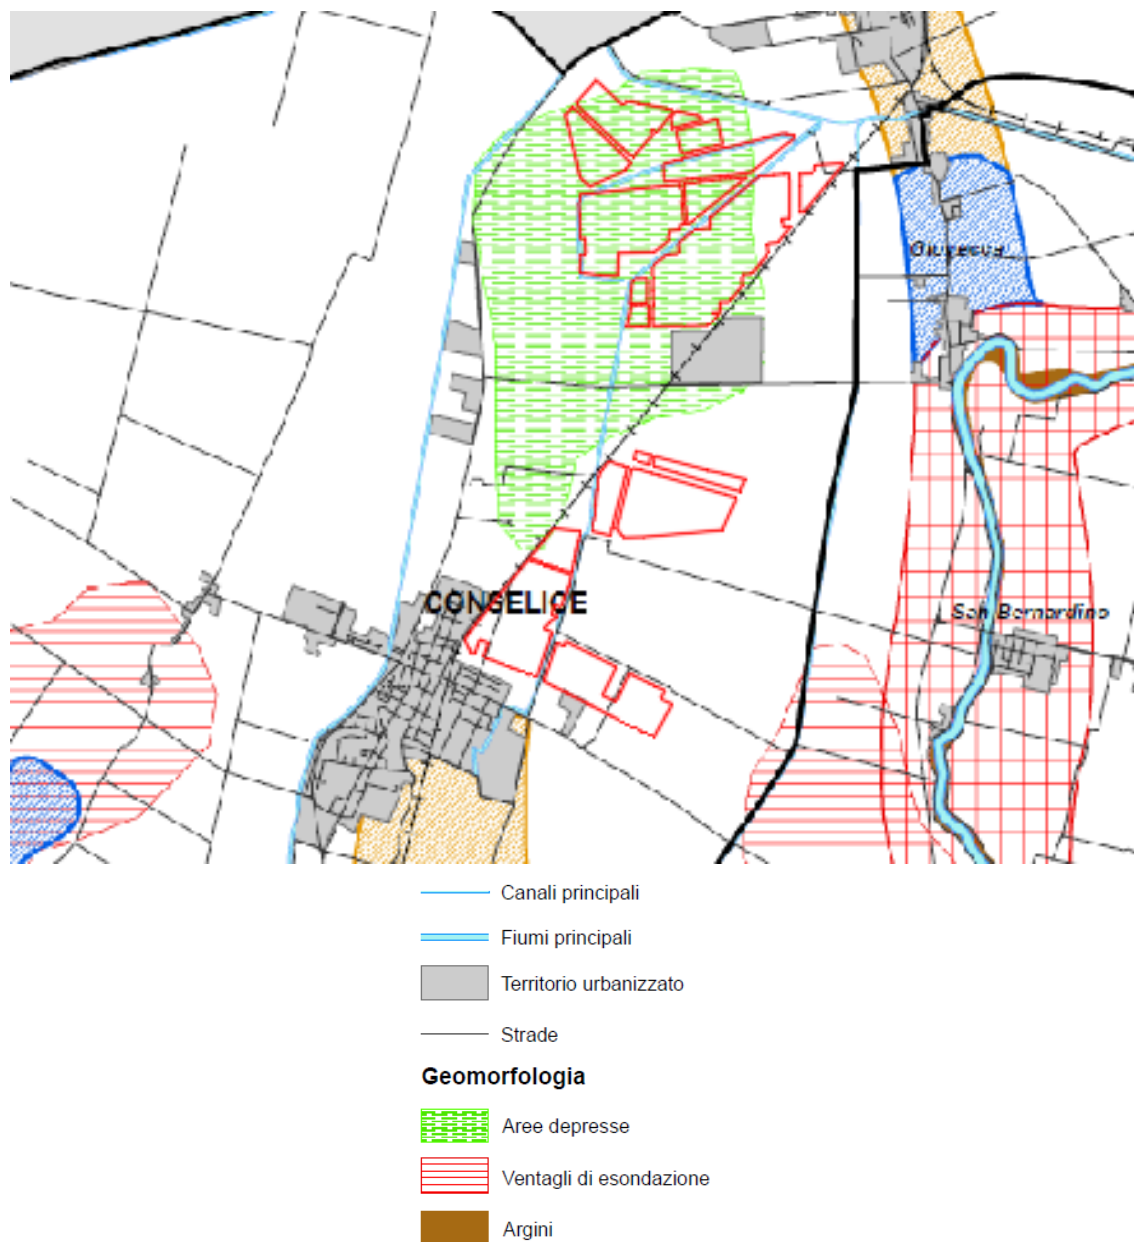 CONSELICE
San Bernardino
Canali principali
Fiumi principali
Territorio urbanizzato
Strade
Geomorfologia
Aree depresse
Ventagli di esondazione
Argini